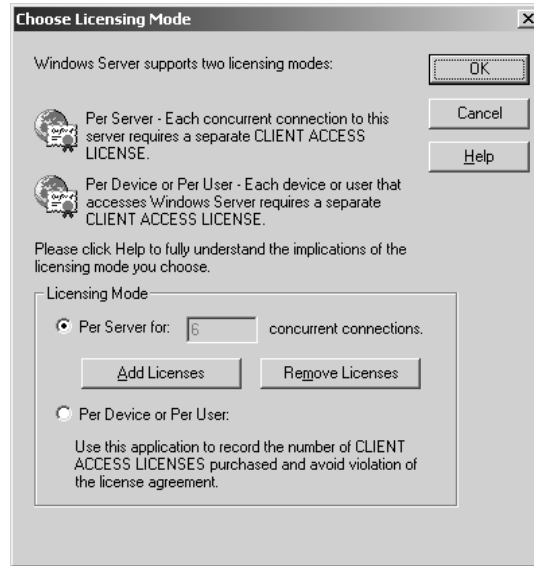 Choose Licensing Mode
Windows Server supports two licensing modes:
OK
Cancel
Help
Per Server - Each concurrent connection to this
server requires a separate CLIENT ACCESS
LICENSE.
Per Device or Per User - Each device or user that
accesses Windows Server requires a separate
CLIENT ACCESS LICENSE.
Please click Help to fully understand the implications of the
licensing mode you choose.
Licensing Mode
Per Server for: 6 concurrent connections.
Add Licenses Remove Licenses
Per Device or Per User:
Use this application to record the number of CLIENT
ACCESS LICENSES purchased and avoid violation of
the license agreement.